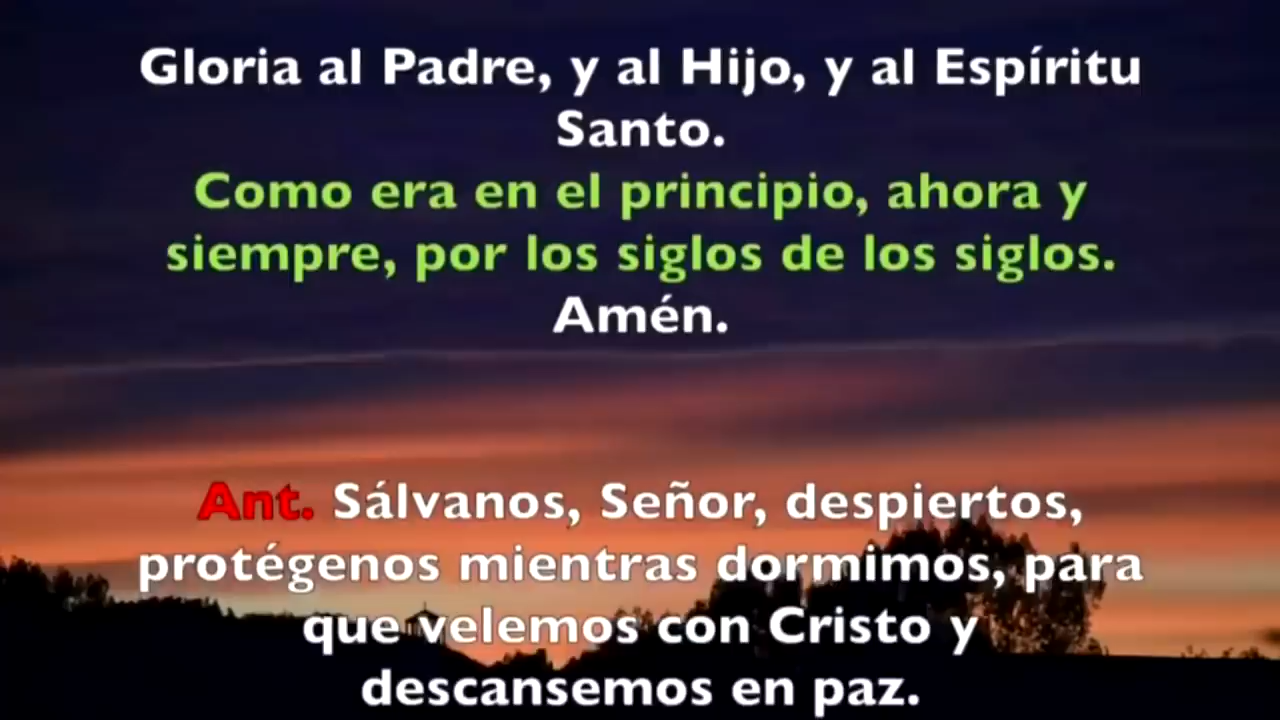 Gloria al Padre, y al Hijo, y al Espíritu
Santo.
Como era en el principio, ahora y
siempre, por los siglos de los siglos.
Amén.
Ant. Sálvanos, Señor, despiertos,
protégenos mientras dormimos, para
que velemos con Cristo y
descansemos en paz.